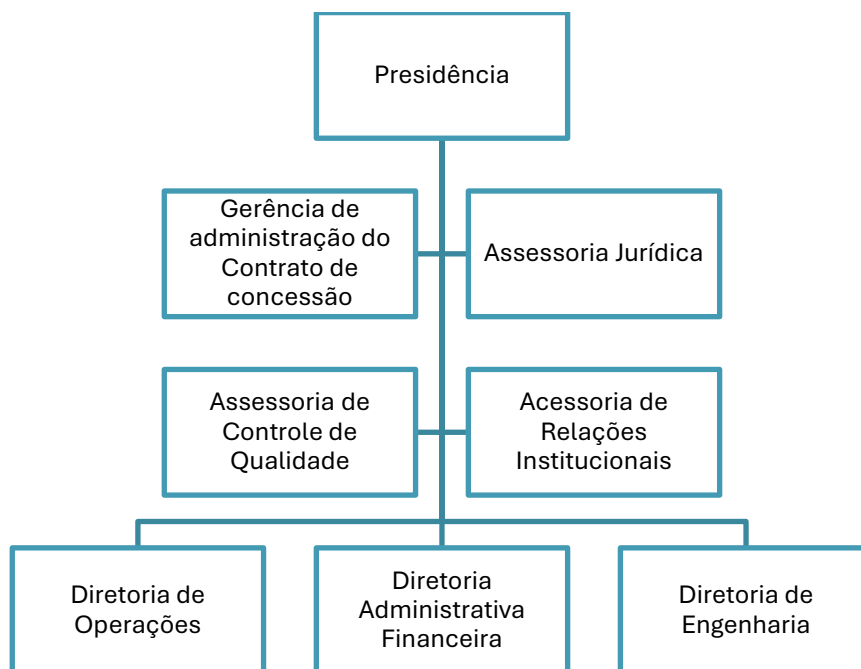 Presidência
Gerência de
administração do
Contrato de
concessão
Assessoria Jurídica
Assessoria de
Controle de
Qualidade
Acessoria de
Relações
Institucionais
Diretoria de
Operações
Diretoria
Administrativa
Financeira
Diretoria de
Engenharia